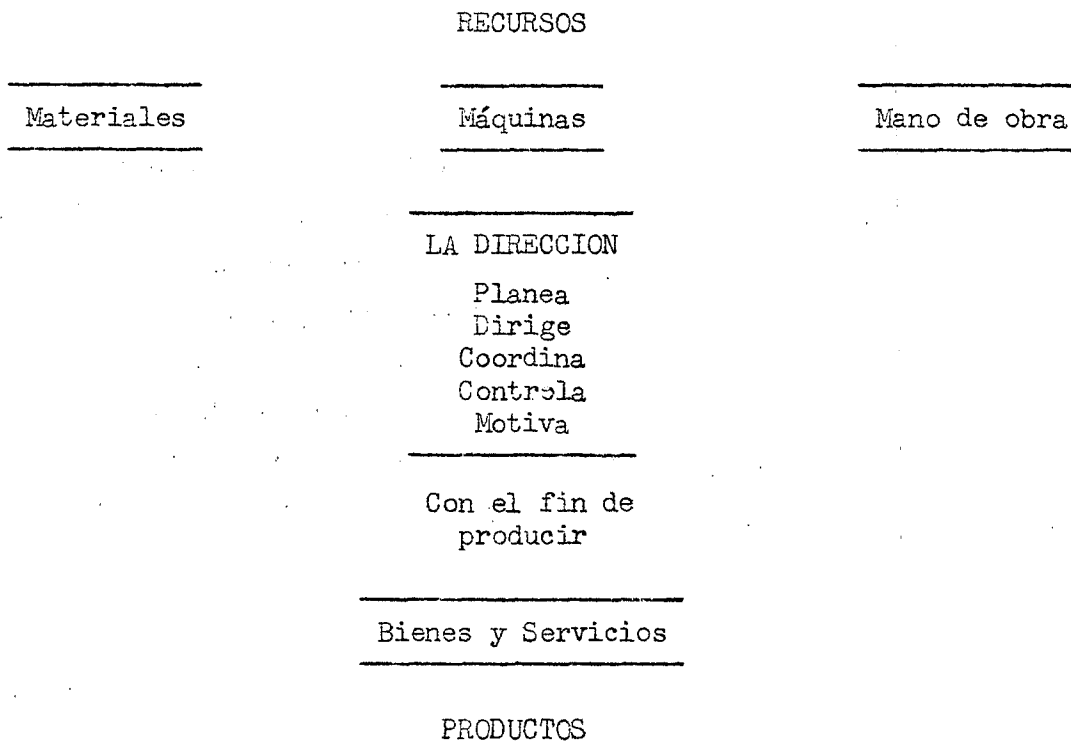 RECURSOS
Materiales Máquinas Mano de obra
LA DIRECCION
Planea
Dirige
Coordina
Controla
Motiva
Con el fin de
producir
Bienes y Servicios
PRODUCTOS